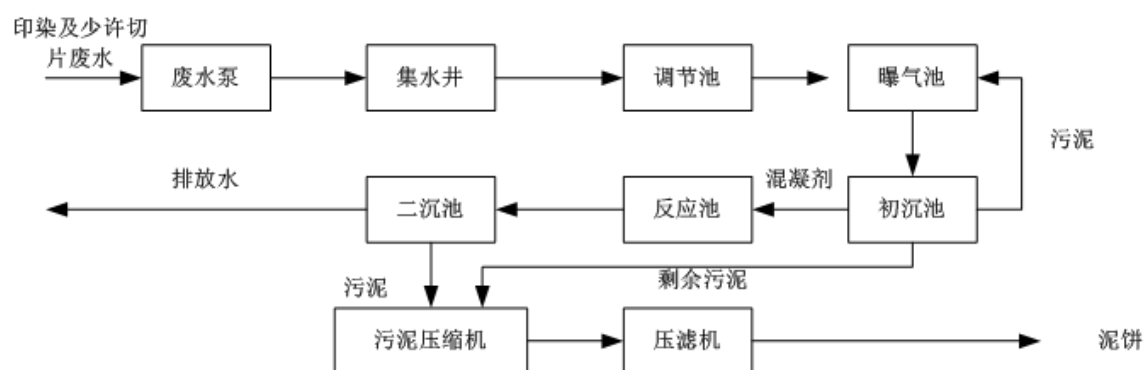 印染及少许切
片废水
废水泵
集水井
调节池
曝气池
污泥
排放水
二沉池
反应池
混凝剂
初沉池
污泥
剩余污泥
污泥压缩机
压滤机
泥饼